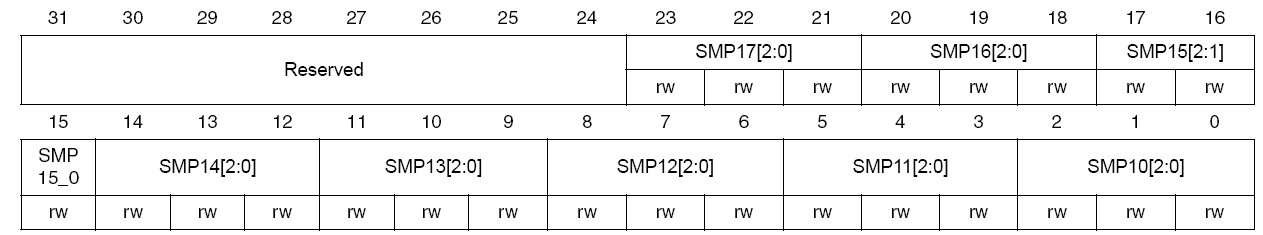 31 30 29 28 27 26 25 24 23 22 21 20 19 18 17 16
Reserved SMP17[2:0] SMP16[2:0] SMP15[2:1]
rw rw rw rw rw rw rw rw
15 14 13 12 11 10 9 8 7 6 5 4 3 2 1 0
SMP
15_0 SMP14[2:0] SMP13[2:0] SMP12[2:0] SMP11[2:0] SMP10[2:0]
rw rw rw rw rw rw rw rw rw rw rw rw rw rw rw rw